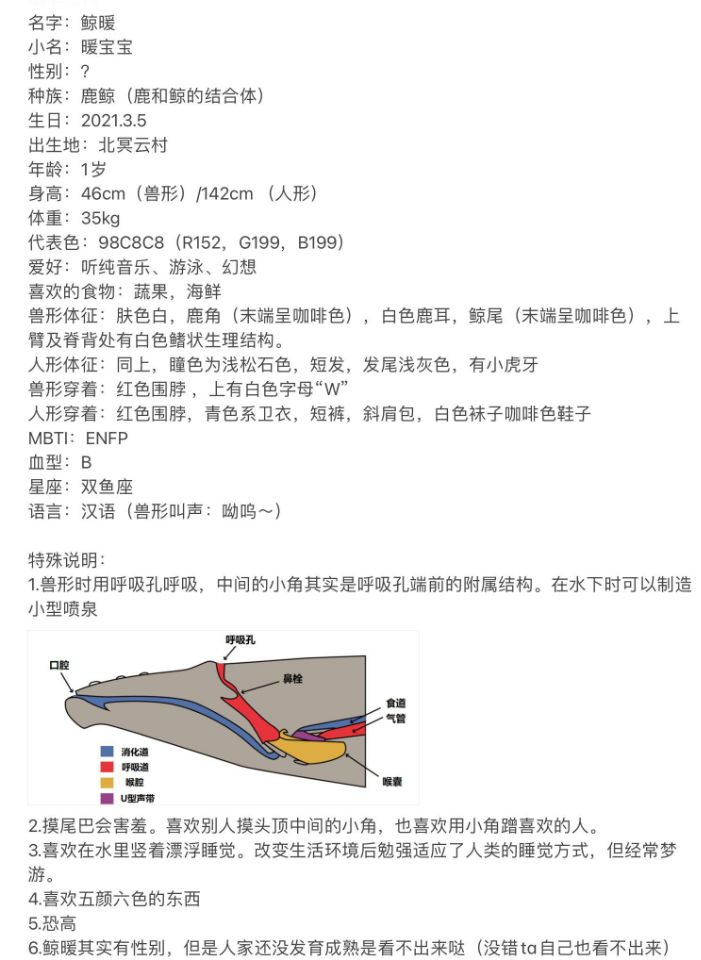 名字：鲸暖
小名：暖宝宝
性别：?
种族：鹿鲸（鹿和鲸的结合体）
生日：2021.3.5
出生地：北冥云村
年龄：1岁
身高：46cm（兽形）/142cm （人形）
体重：35kg
代表色：98C8C8（R152，G199，B199）
爱好：听纯音乐、游泳、幻想
喜欢的食物：蔬果，海鲜
兽形体征：肤色白，鹿角（末端呈咖啡色），白色鹿耳，鲸尾（末端呈咖啡色），上
臂及脊背处有白色鳍状生理结构。
人形体征：同上，瞳色为浅松石色，短发，发尾浅灰色，有小虎牙
兽形穿着：红色围脖 ，上有白色字母“W”
人形穿着：红色围脖，青色系卫衣，短裤，斜肩包，白色袜子咖啡色鞋子
MBTI：ENFP
血型：B
星座：双鱼座
语言：汉语（兽形叫声：呦呜～）
特殊说明：
1.兽形时用呼吸孔呼吸，中间的小角其实是呼吸孔端前的附属结构。在水下时可以制造
小型喷泉
呼吸孔
口腔
鼻栓
食道
气管
消化道
呼吸道
喉腔
喉囊
U型声带
2.摸尾巴会害羞。喜欢别人摸头顶中间的小角，也喜欢用小角蹭喜欢的人。
3.喜欢在水里竖着漂浮睡觉。改变生活环境后勉强适应了人类的睡觉方式，但经常梦
游。
4.喜欢五颜六色的东西
5.恐高
6.鲸暖其实有性别，但是人家还没发育成熟是看不出来哒（没错ta自己也看不出来）